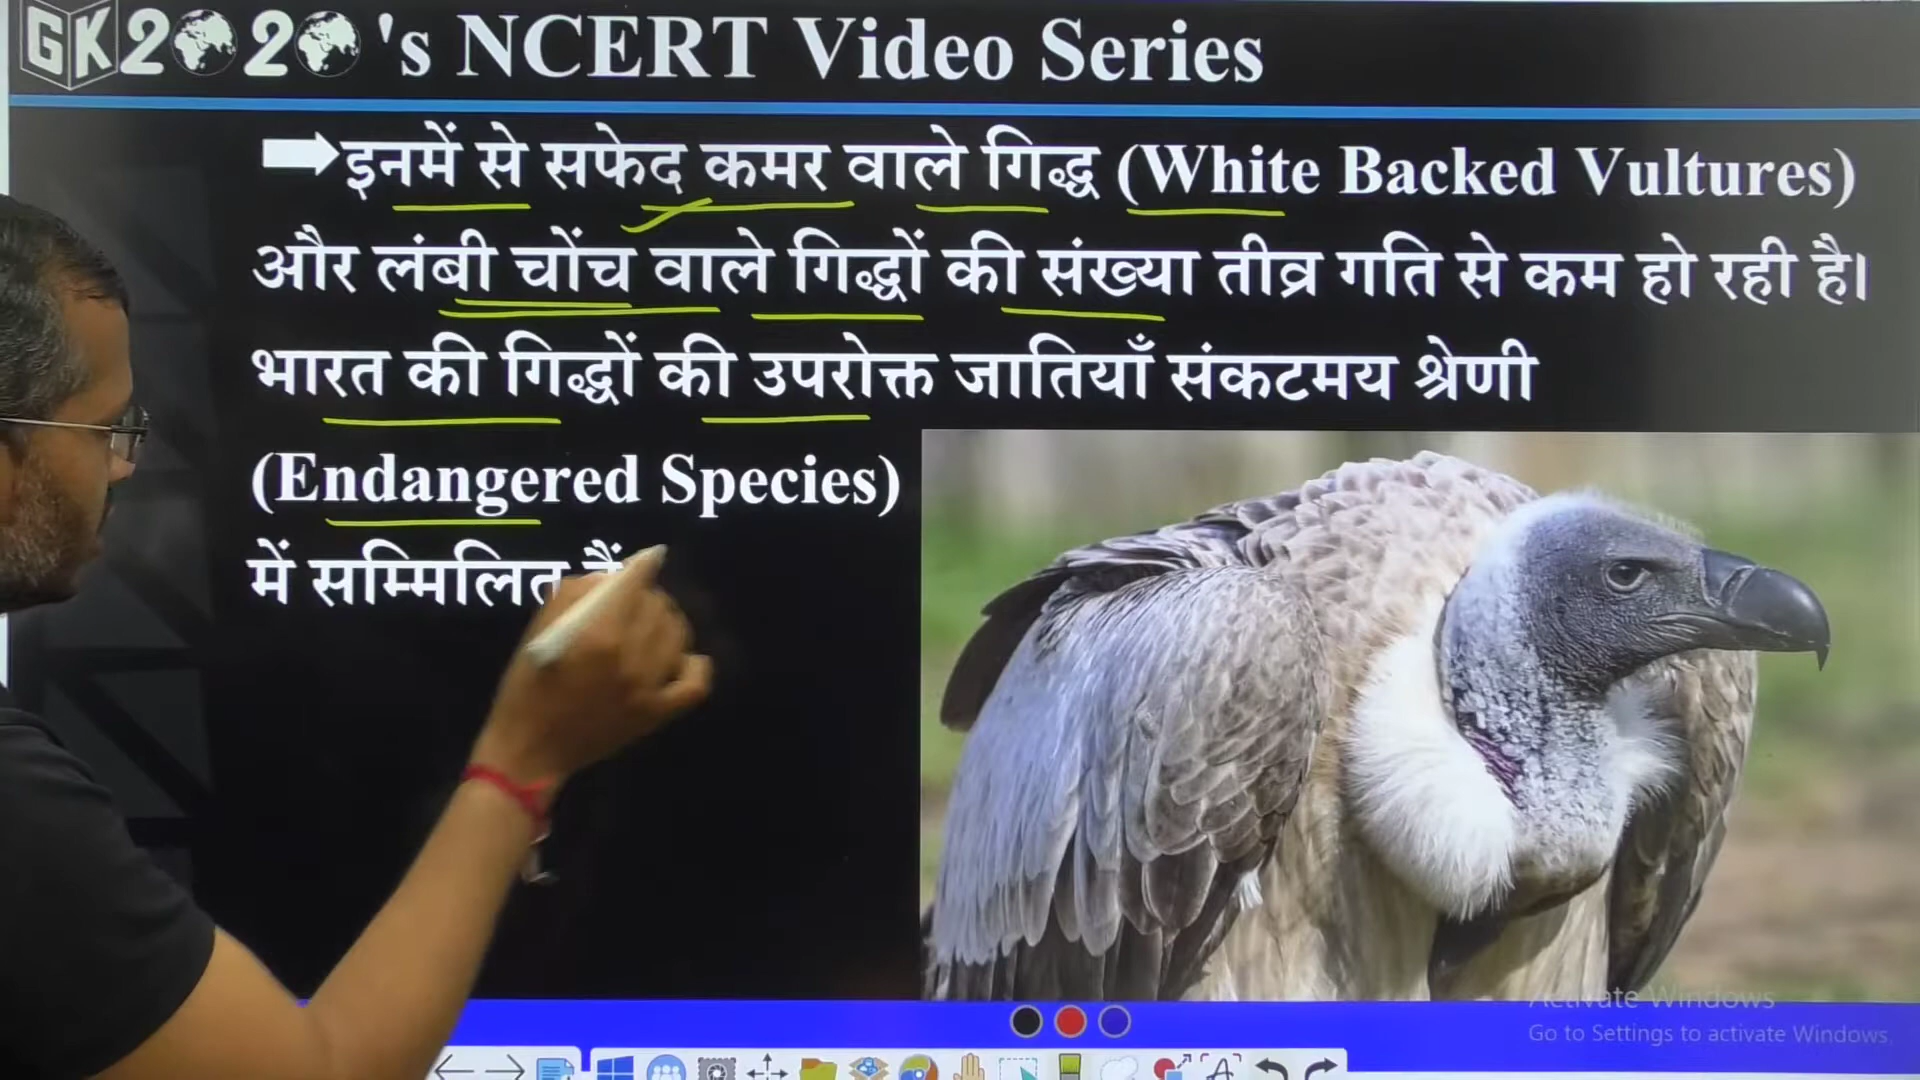 GK2020's NCERT Video Series
इनमें से सफेद कमर वाले गिद्ध (White Backed Vultures)
और लंबी चोंच वाले गिद्धों की संख्या तीव्र गति से कम हो रही है।
भारत की गिद्धों की उपरोक्त जातियाँ संकटमय श्रेणी
(Endangered Species)
में सम्मिलित हैं
Activate Windows
Go to Settings to activate Windows.